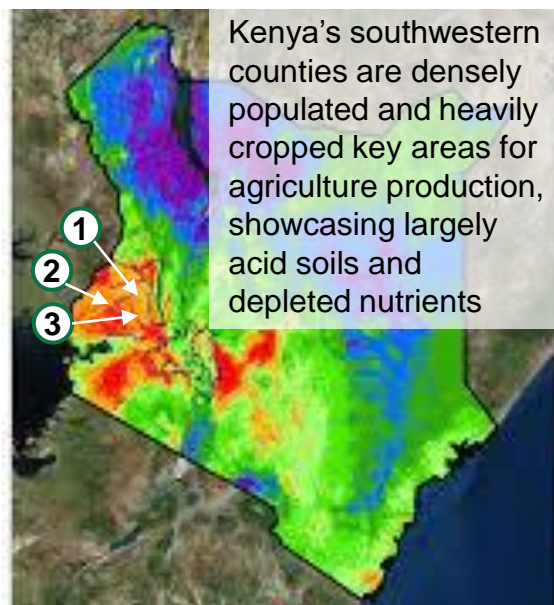 Kenya's southwestern
counties are densely
populated and heavily
cropped key areas for
agriculture production,
showcasing largely
acid soils and
depleted nutrients
1
2
3